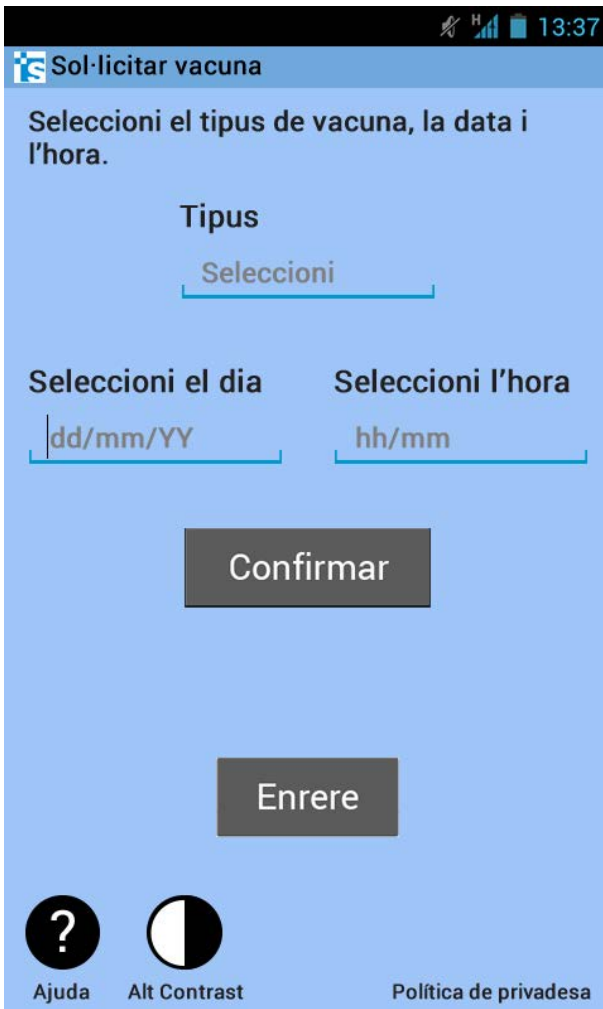 H 13:37
is Sol·licitar vacuna
Seleccioni el tipus de vacuna, la data i
l'hora.
Tipus
Seleccioni
Seleccioni el dia Seleccioni l'hora
dd/mm/YY hh/mm
Confirmar
Enrere
?
Ajuda Alt Contrast Política de privadesa